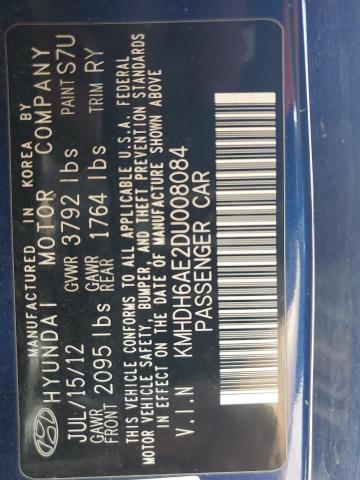 MANUFACTURED IN KOREA BY
HYUNDAI MOTOR COMPANY
JUL/15/12 GVWR 3792 lbs PAINT S7U
GAWR FRONT 2095 lbs GAWR REAR 1764 lbs TRIM RY
THIS VEHICLE CONFORMS TO ALL APPLICABLE U.S.A. FEDERAL
MOTOR VEHICLE SAFETY, BUMPER, AND THEFT PREVENTION STANDARDS
IN EFFECT ON THE DATE OF MANUFACTURE SHOWN ABOVE
V.I.N KMHDH6AE2DU008084
PASSENGER CAR